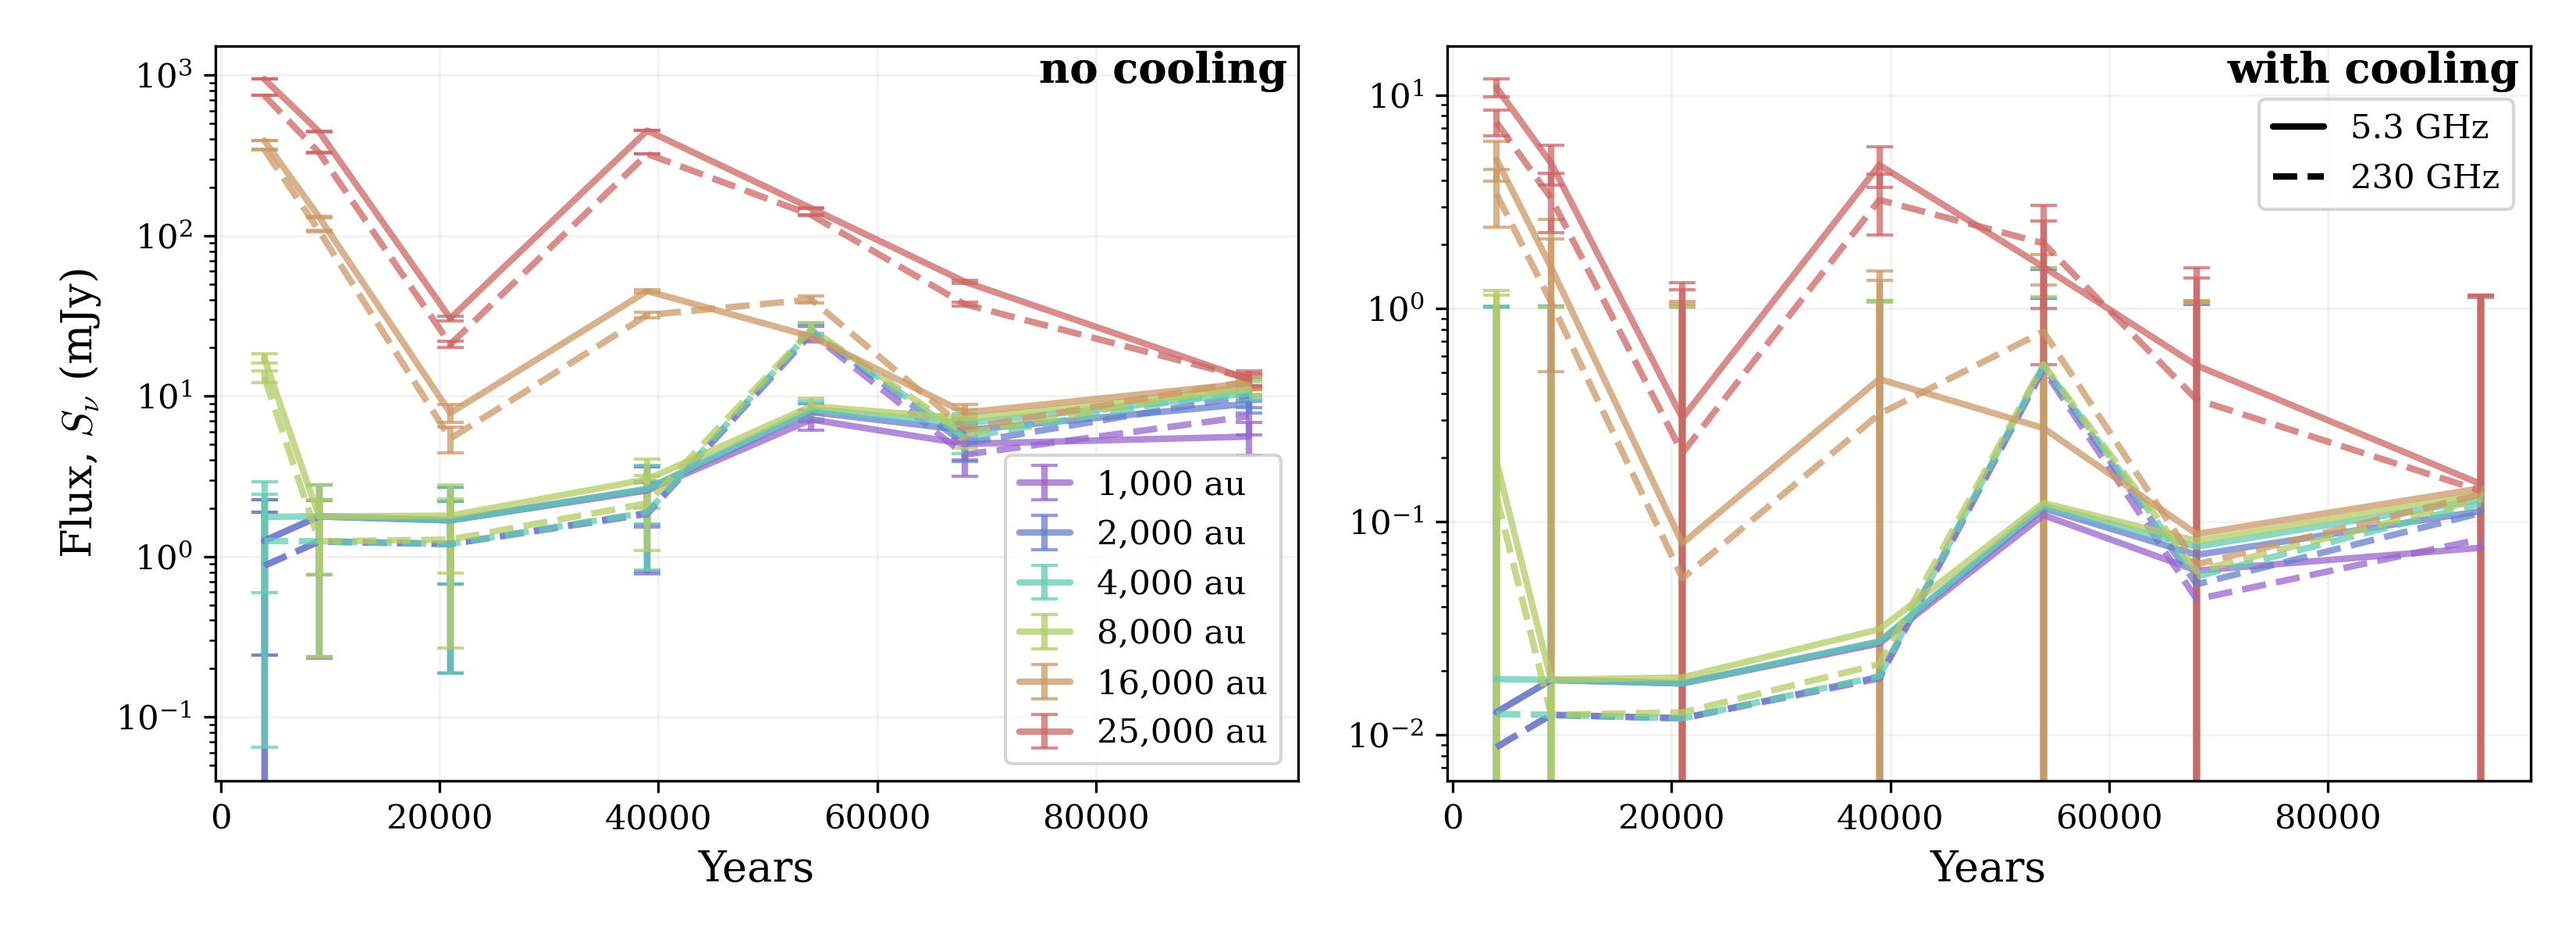 no cooling
Flux, S_ν (mJy)
10³
10²
10¹
10⁰
10⁻¹
0 20000 40000 60000 80000
Years
1,000 au
2,000 au
4,000 au
8,000 au
16,000 au
25,000 au
with cooling
5.3 GHz
230 GHz
10¹
10⁰
10⁻¹
10⁻²
0 20000 40000 60000 80000
Years